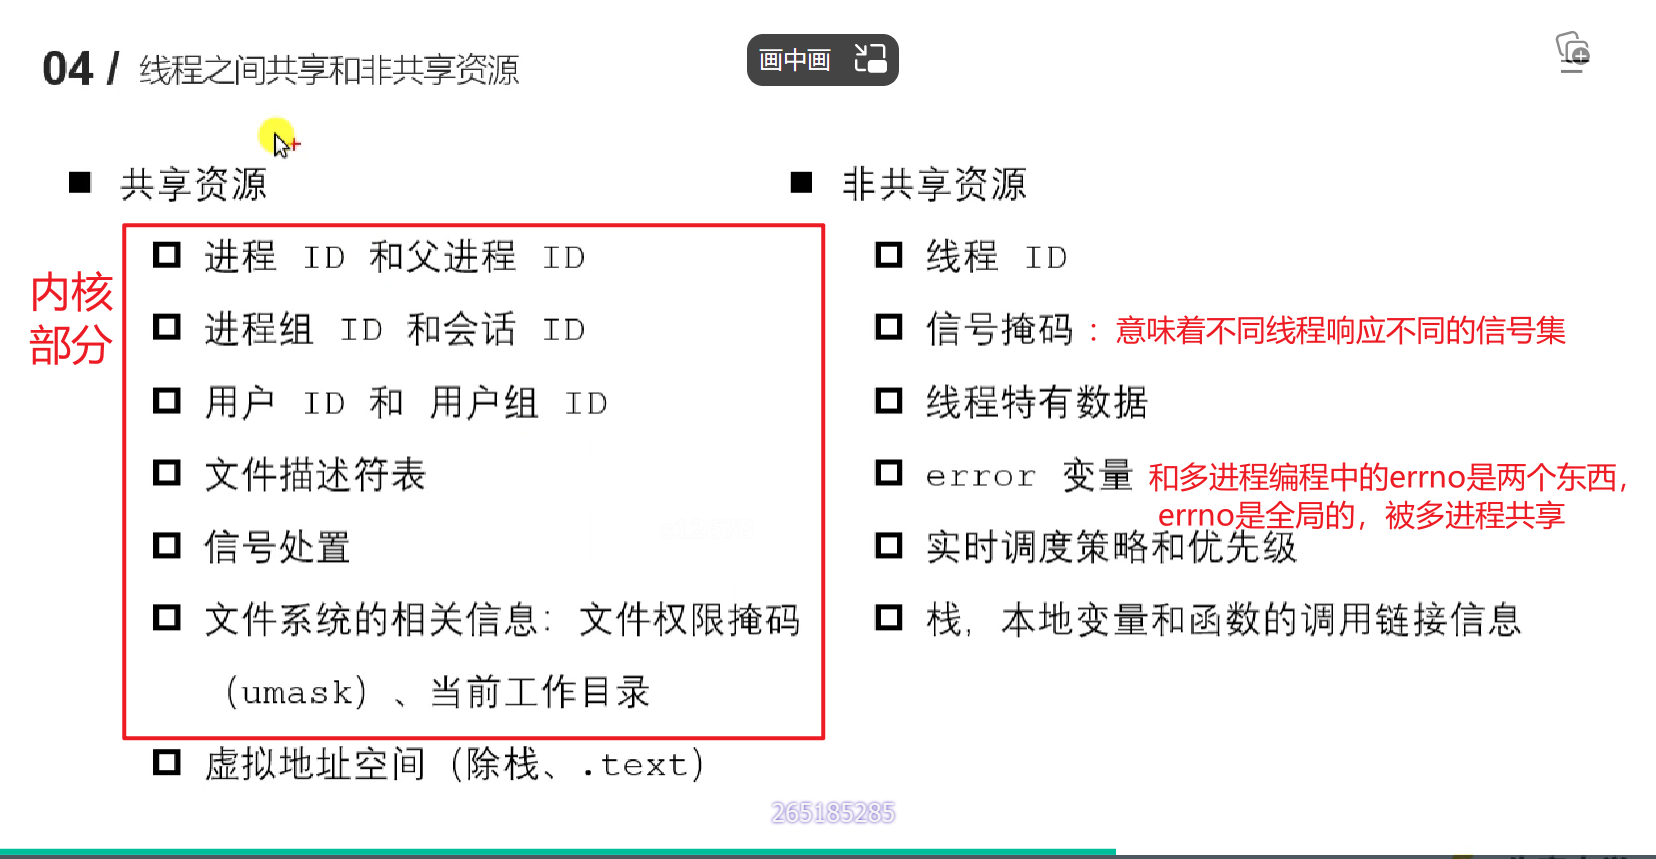 04 / 线程之间共享和非共享资源
画中画
共享资源
进程 ID 和父进程 ID
进程组 ID 和会话 ID
用户 ID 和 用户组 ID
文件描述符表
信号处置
文件系统的相关信息：文件权限掩码
（umask）、当前工作目录
虚拟地址空间（除栈、.text）
内核
部分
非共享资源
线程 ID
信号掩码 ：意味着不同线程响应不同的信号集
线程特有数据
error 变量 和多进程编程中的errno是两个东西，
errno是全局的，被多进程共享
实时调度策略和优先级
栈，本地变量和函数的调用链接信息
265185285